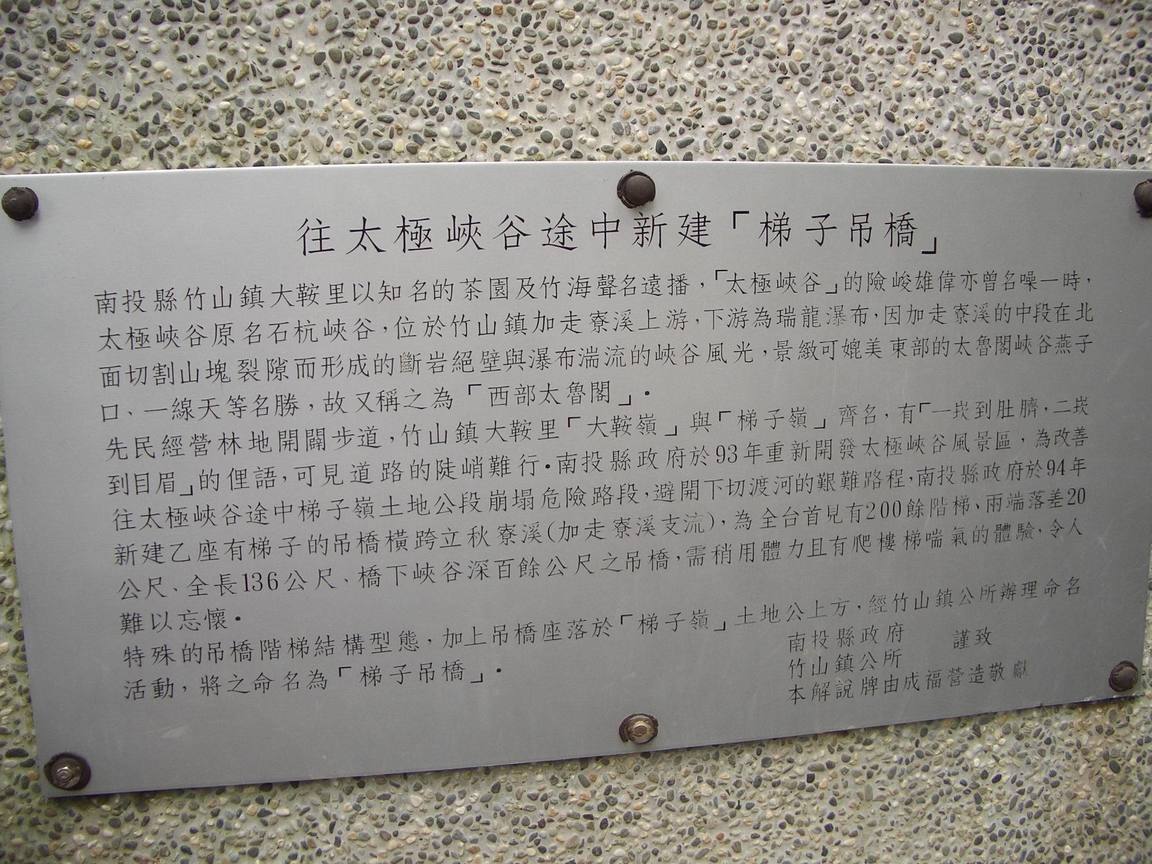 往太極峽谷途中新建「梯子吊橋」
南投縣竹山鎮大鞍里以知名的茶園及竹海聲名遠播，「太極峽谷」的險峻雄偉亦曾名噪一時，
太極峽谷原名石杭峽谷，位於竹山鎮加走寮溪上游，下游為瑞龍瀑布，因加走寮溪的中段在北
面切割山塊裂隙而形成的斷岩絕壁與瀑布湍流的峽谷風光，景緻可媲美東部的太魯閣峽谷燕子
口、一線天等名勝，故又稱之為「西部太魯閣」．
先民經營林地開闢步道，竹山鎮大鞍里「大鞍嶺」與「梯子嶺」齊名，有「一崁到肚臍，二崁
到目眉」的俚語，可見道路的陡峭難行．南投縣政府於93年重新開發太極峽谷風景區，為改善
往太極峽谷途中梯子嶺土地公段崩塌危險路段，避開下切渡河的艱難路程，南投縣政府於94年
新建乙座有梯子的吊橋橫跨立秋寮溪(加走寮溪支流)，為全台首見有200餘階梯、兩端落差20
公尺、全長136公尺、橋下峽谷深百餘公尺之吊橋，需稍用體力且有爬樓梯喘氣的體驗，令人
難以忘懷．
特殊的吊橋階梯結構型態，加上吊橋座落於「梯子嶺」土地公上方，經竹山鎮公所辦理命名
活動，將之命名為「梯子吊橋」．
南投縣政府　謹致
竹山鎮公所
本解說牌由成福營造敬獻